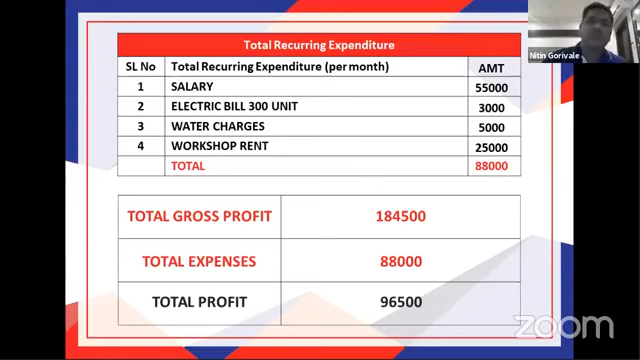 Total Recurring Expenditure
SL No Total Recurring Expenditure (per month) AMT
1 SALARY 55000
2 ELECTRIC BILL 300 UNIT 3000
3 WATER CHARGES 5000
4 WORKSHOP RENT 25000
TOTAL 88000
TOTAL GROSS PROFIT 184500
TOTAL EXPENSES 88000
TOTAL PROFIT 96500
Nitin Gorivale
zoom